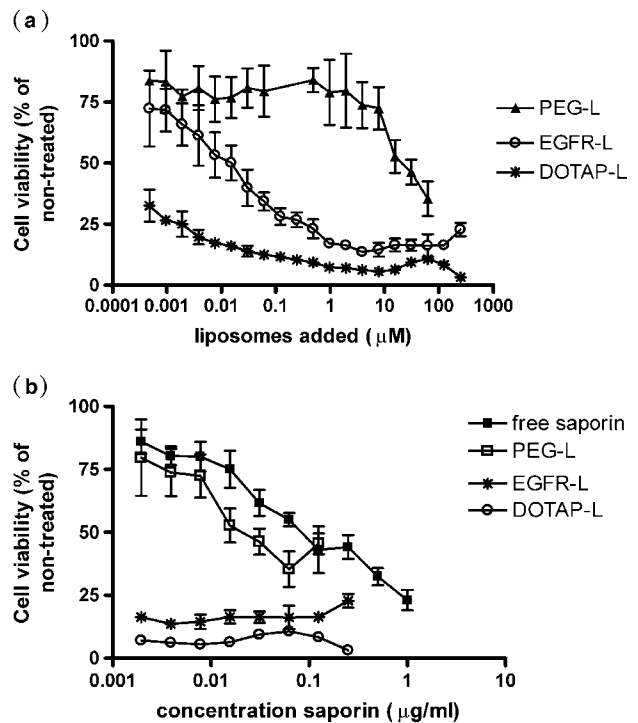 (a)
Cell viability (% of
non-treated)
100
75
50
25
0
0.0001 0.001 0.01 0.1 1 10 100 1000
liposomes added (μM)
PEG-L
EGFR-L
DOTAP-L
(b)
Cell viability (% of
non-treated)
100
75
50
25
0
0.001 0.01 0.1 1 10
concentration saporin (μg/ml)
free saporin
PEG-L
EGFR-L
DOTAP-L